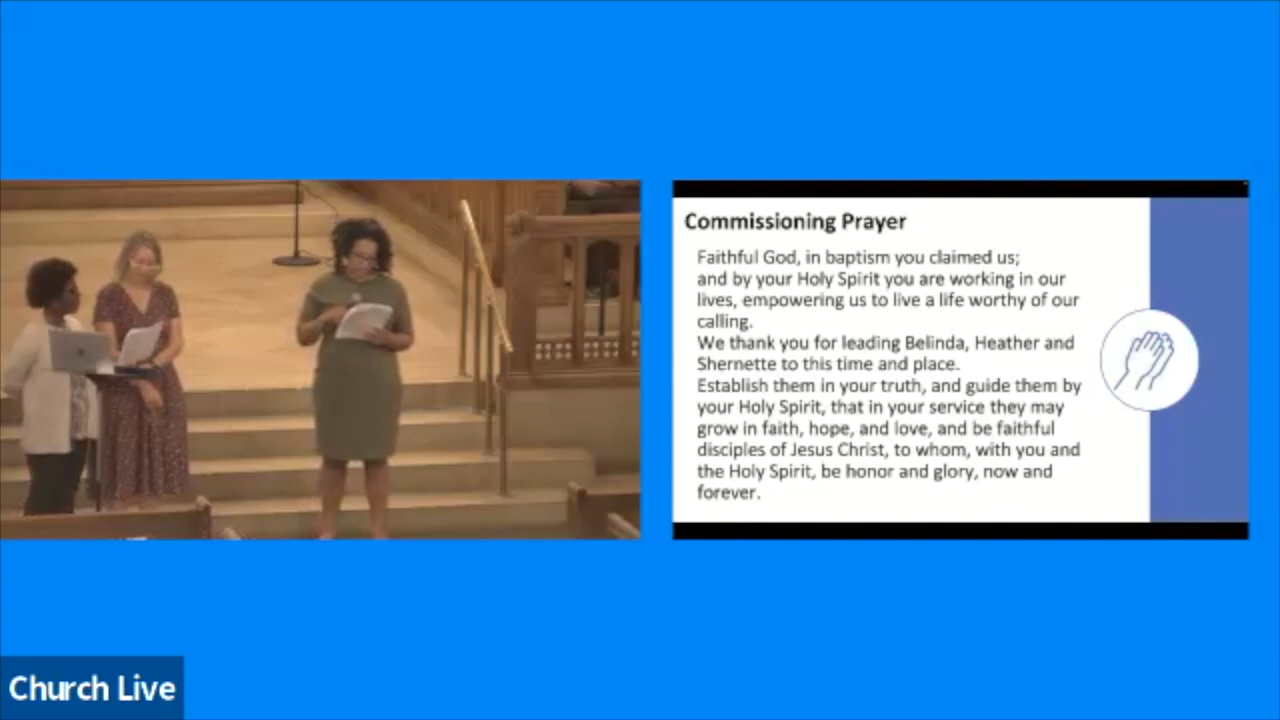 Commissioning Prayer
Faithful God, in baptism you claimed us;
and by your Holy Spirit you are working in our
lives, empowering us to live a life worthy of our
calling.
We thank you for leading Belinda, Heather and
Shernette to this time and place.
Establish them in your truth, and guide them by
your Holy Spirit, that in your service they may
grow in faith, hope, and love, and be faithful
disciples of Jesus Christ, to whom, with you and
the Holy Spirit, be honor and glory, now and
forever.
Church Live